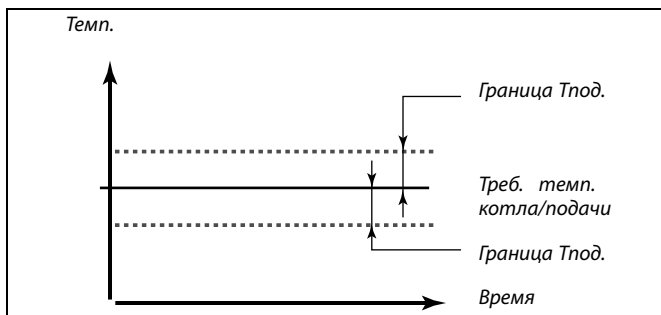 Темп.
Граница Тпод.
Треб. темп.
котла/подачи
Граница Тпод.
Время